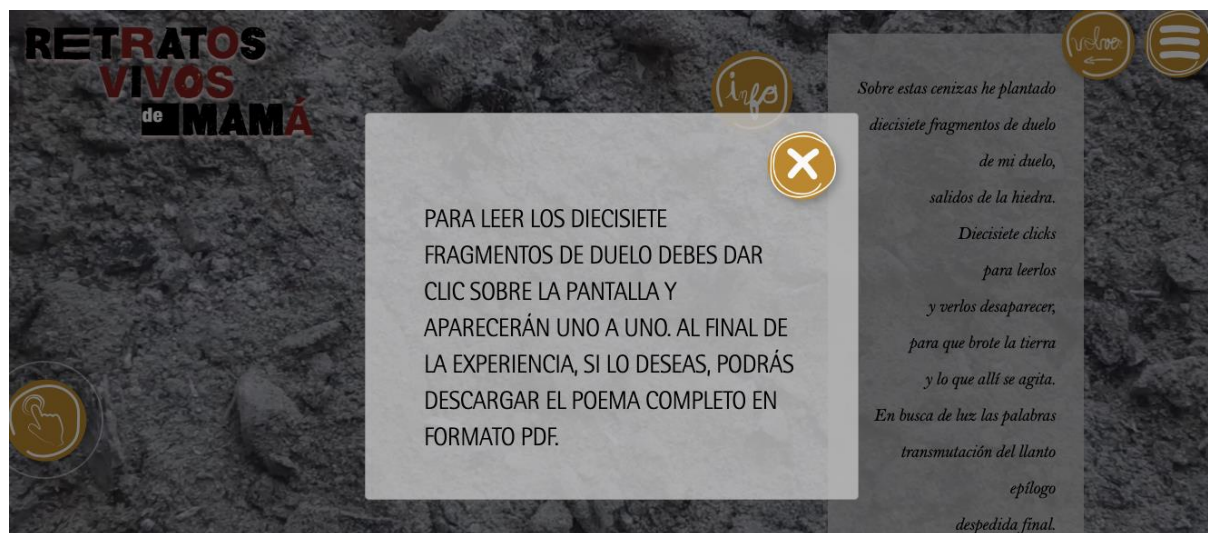 RETRATOS
VIVOS
de MAMÁ
info
volver
PARA LEER LOS DIECISIETE
FRAGMENTOS DE DUELO DEBES DAR
CLIC SOBRE LA PANTALLA Y
APARECERÁN UNO A UNO. AL FINAL DE
LA EXPERIENCIA, SI LO DESEAS, PODRÁS
DESCARGAR EL POEMA COMPLETO EN
FORMATO PDF.
Sobre estas cenizas he plantado
diecisiete fragmentos de duelo
de mi duelo,
salidos de la hiedra.
Diecisiete clicks
para leerlos
y verlos desaparecer,
para que brote la tierra
y lo que allí se agita.
En busca de luz las palabras
transmutación del llanto
epílogo
despedida final.